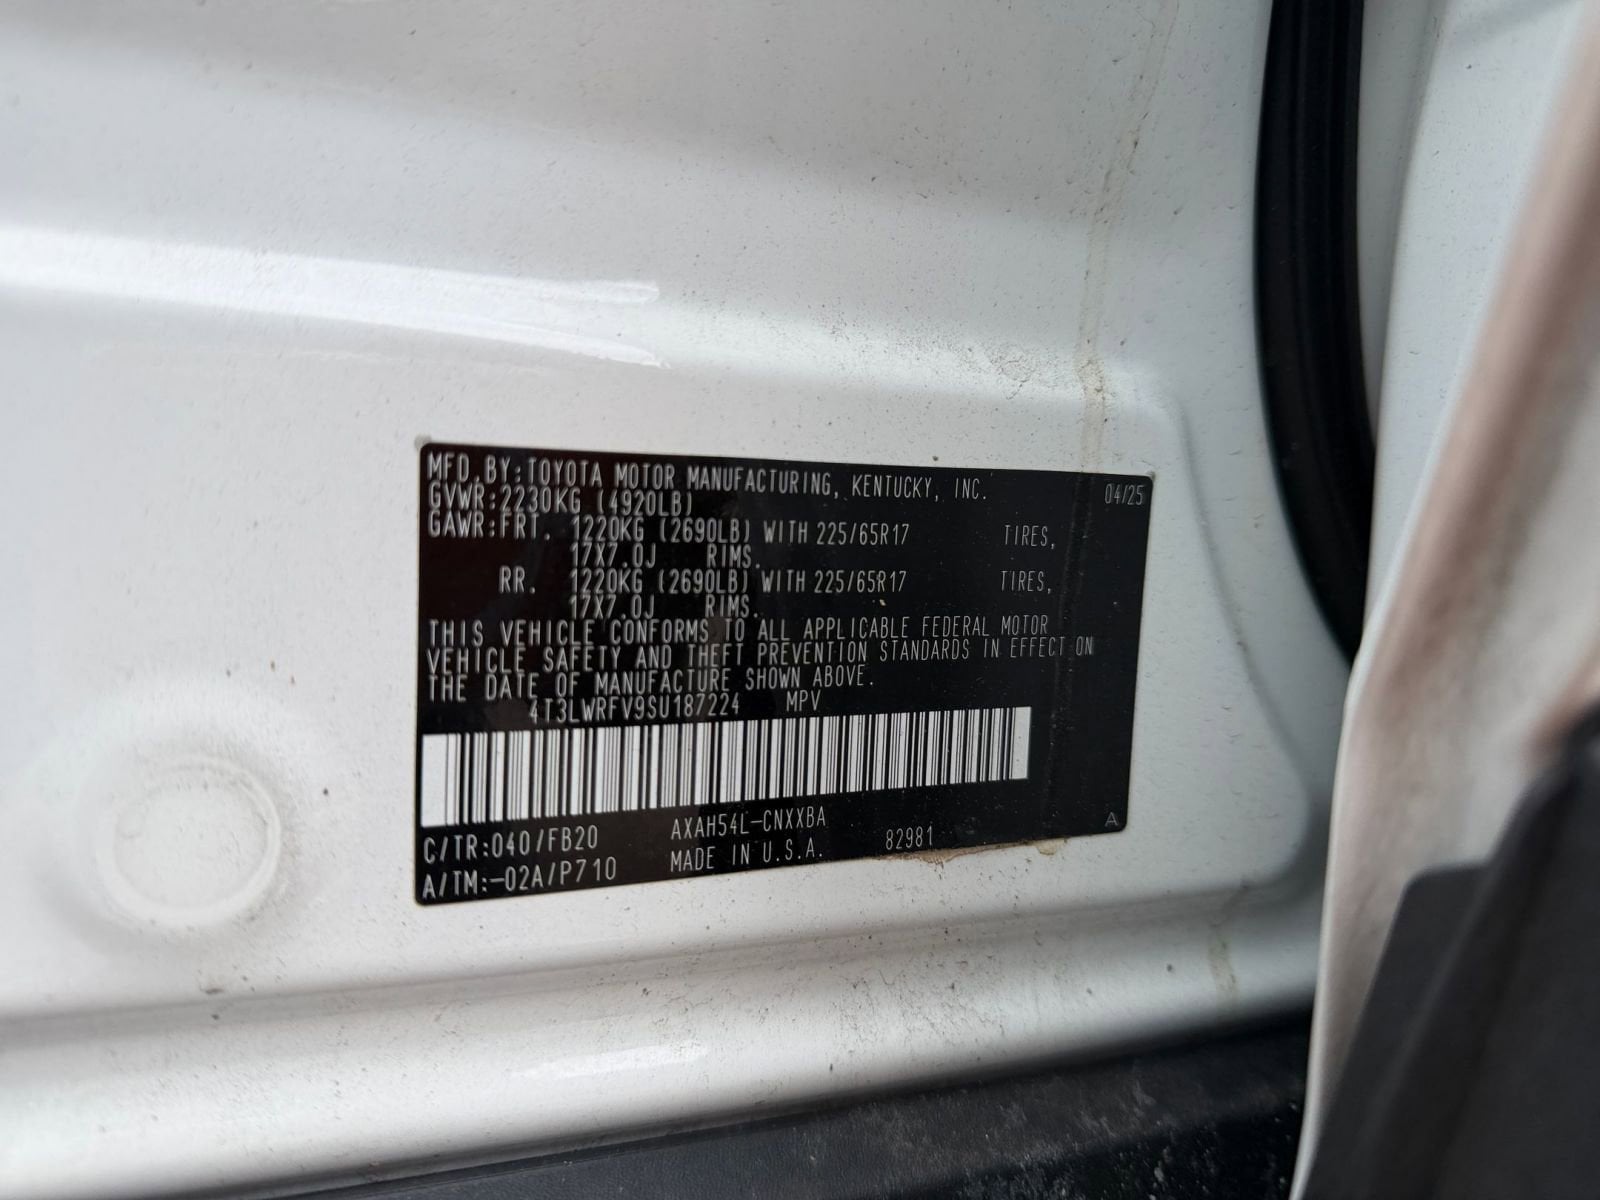 MFD.BY:TOYOTA MOTOR MANUFACTURING, KENTUCKY, INC. 04/25
GVWR:2230KG (4920LB)
GAWR:FRT. 1220KG (2690LB) WITH 225/65R17 TIRES,
17X7.0J RIMS.
RR. 1220KG (2690LB) WITH 225/65R17 TIRES,
17X7.0J RIMS.
THIS VEHICLE CONFORMS TO ALL APPLICABLE FEDERAL MOTOR
VEHICLE SAFETY AND THEFT PREVENTION STANDARDS IN EFFECT ON
THE DATE OF MANUFACTURE SHOWN ABOVE.
4T3LWRFV9SU187224 MPV
C/TR:040/FB20 AXAH54L-CNXXBA A
A/TM:-02A/P710 MADE IN U.S.A. 82981